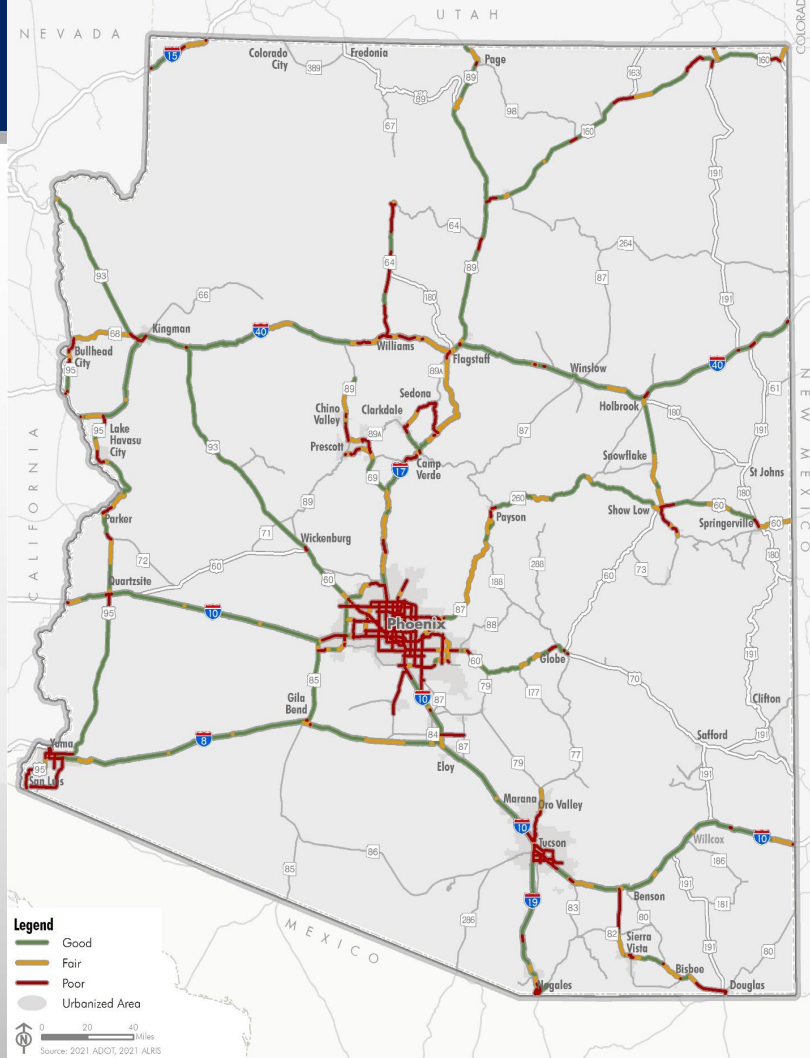 UTAH
NEVADA
COLORAD
15
Colorado
City
Fredonia
Page
389
89
89
163
160
67
98
160
191
64
264
93
64
89
87
180
191
66
Kingman
68
40
Bullhead
City
95
Williams
Flagstaff
89A
Winslow
40
Holbrook
61
89
Sedona
Chino
Valley
Clarkdale
180
95
Lake
Havasu
City
93
89A
Prescott
87
191
CALIFORNIA
NEW MEXICO
17
Camp
Verde
69
Snowflake
St Johns
180
89
260
Parker
Payson
Show Low
60
Springerville
60
71
Wickenburg
72
60
60
288
73
180
Quartzsite
188
60
95
10
87
Phoenix
88
191
60
Globe
85
70
79
177
Gila
Bend
10
87
Clifton
8
84
87
Safford
191
Yuma
95
San Luis
Eloy
79
77
191
Marana
Oro Valley
10
Tucson
86
85
10
Willcox
186
191
19
Benson
83
80
181
286
MEXICO
82
Sierra
Vista
191
80
Bisbee
Nogales
Douglas
Legend
Good
Fair
Poor
Urbanized Area
N
0 20 40
Miles
Source: 2021 ADOT, 2021 ALRIS